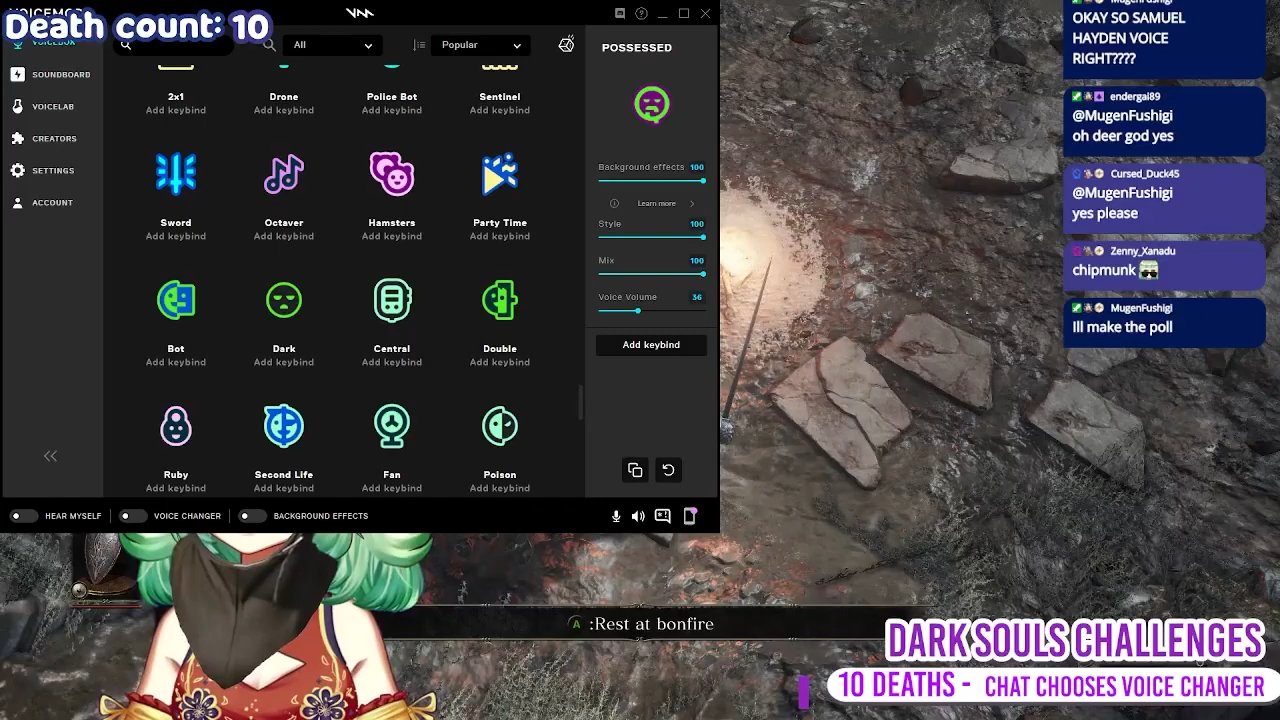 Death count: 10
VOICEBOX
SOUNDBOARD
VOICELAB
CREATORS
SETTINGS
ACCOUNT
All
Popular
2x1
Add keybind
Drone
Add keybind
Police Bot
Add keybind
Sentinel
Add keybind
Sword
Add keybind
Octaver
Add keybind
Hamsters
Add keybind
Party Time
Add keybind
Bot
Add keybind
Dark
Add keybind
Central
Add keybind
Double
Add keybind
Ruby
Add keybind
Second Life
Add keybind
Fan
Add keybind
Poison
Add keybind
POSSESSED
Background effects 100
Learn more
Style 100
Mix 100
Voice Volume 36
Add keybind
HEAR MYSELF
VOICE CHANGER
BACKGROUND EFFECTS
MugenFushigi
OKAY SO SAMUEL
HAYDEN VOICE
RIGHT????
endergal89
@MugenFushigi
oh deer god yes
Cursed_Duck45
@MugenFushigi
yes please
Zenny_Xanadu
chipmunk
MugenFushigi
Ill make the poll
A :Rest at bonfire
DARK SOULS CHALLENGES
10 DEATHS - CHAT CHOOSES VOICE CHANGER